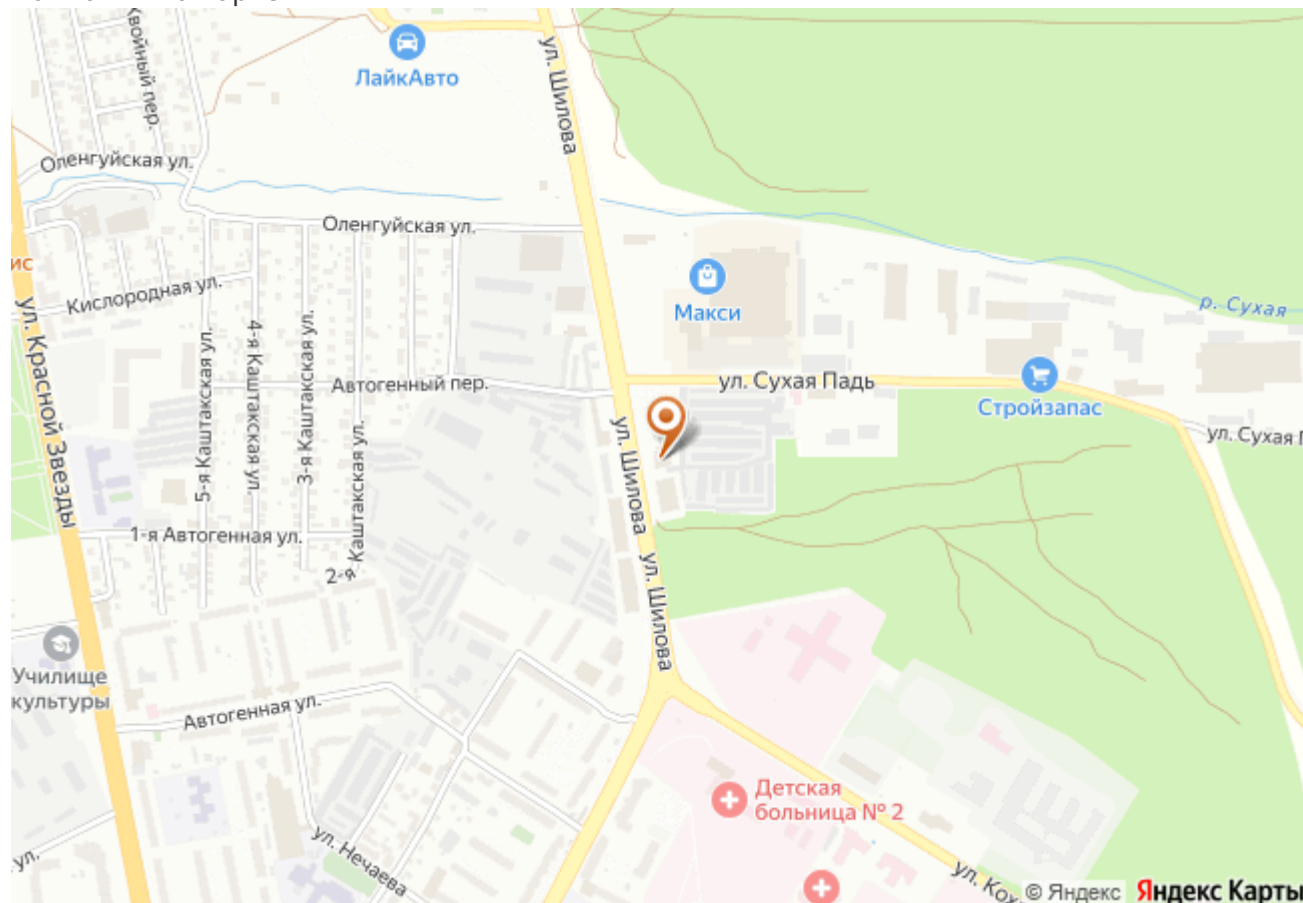 Хвойный пер.
ЛайкАвто
ул. Шилова
Оленгуйская ул.
Оленгуйская ул.
ис
Кислородная ул.
Макси
р. Сухая
ул. Красной Звезды
5-я Каштакская ул.
4-я Каштакская ул.
3-я Каштакская ул.
Автогенный пер.
ул. Сухая Падь
Стройзапас
ул. Сухая
ул. Шилова
2-я Каштакская ул.
1-я Автогенная ул.
ул. Шилова
Училище
культуры
Автогенная ул.
Детская
больница № 2
ул. Нечаева
ул.
ул. Кох
© Яндекс Яндекс Карты